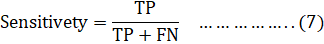 Sensitivety = TP / TP + FN … … … … … . . (7)